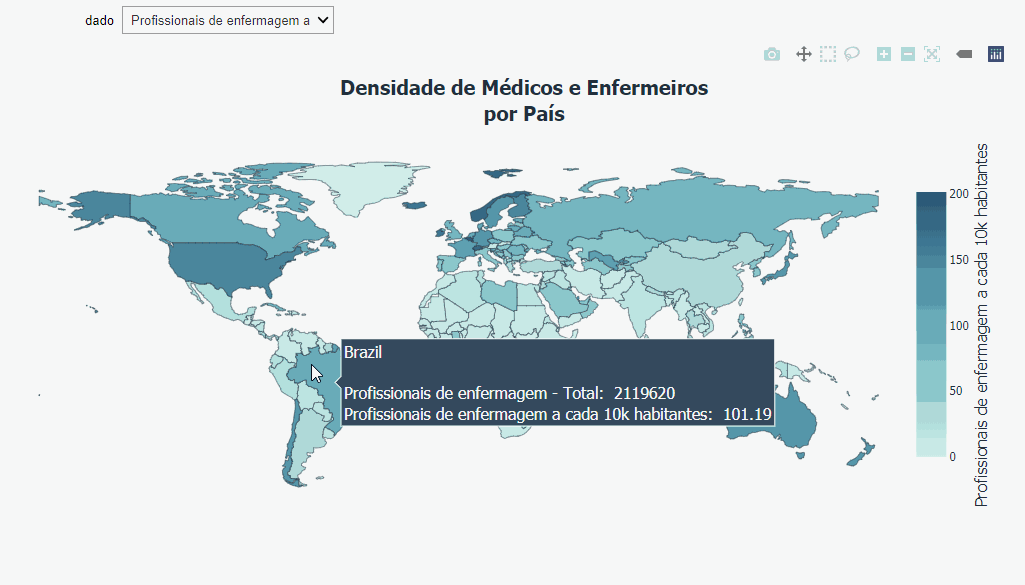 dado
Profissionais de enfermagem a
Densidade de Médicos e Enfermeiros
por País
Brazil
Profissionais de enfermagem - Total: 2119620
Profissionais de enfermagem a cada 10k habitantes: 101.19
200
150
100
50
0
Profissionais de enfermagem a cada 10k habitantes